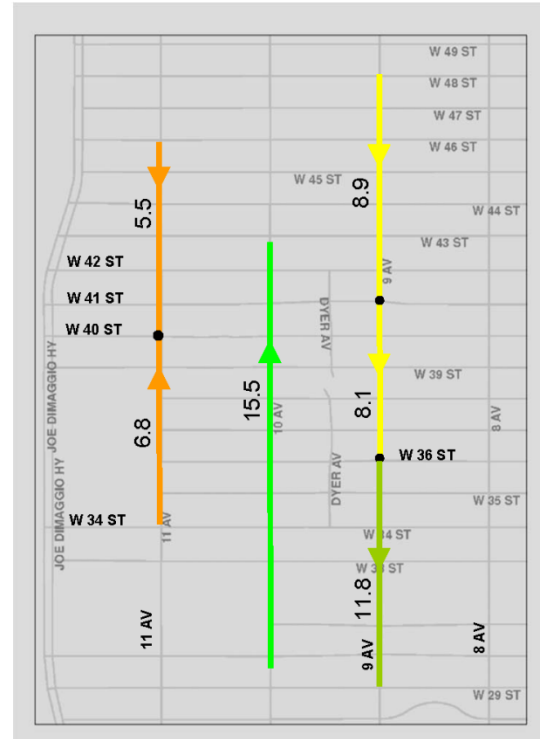 W 49 ST
W 48 ST
W 47 ST
W 46 ST
W 45 ST
8.9
5.5
W 44 ST
W 43 ST
W 42 ST
9 AV
W 41 ST
DYER AV
W 40 ST
JOE DIMAGGIO HY
W 39 ST
15.5
8.1
6.8
10 AV
8 AV
W 36 ST
DYER AV
W 35 ST
W 34 ST
11 AV
W 34 ST
JOE DIMAGGIO HY
W 33 ST
11.8
11 AV
9 AV
8 AV
W 29 ST